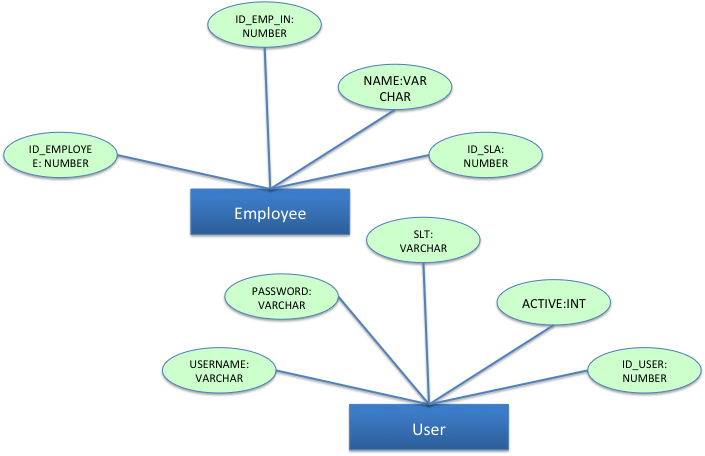 ID_EMP_IN:
NUMBER
NAME:VAR
CHAR
ID_EMPLOYE
E: NUMBER
ID_SLA:
NUMBER
Employee
SLT:
VARCHAR
PASSWORD:
VARCHAR
ACTIVE:INT
USERNAME:
VARCHAR
ID_USER:
NUMBER
User